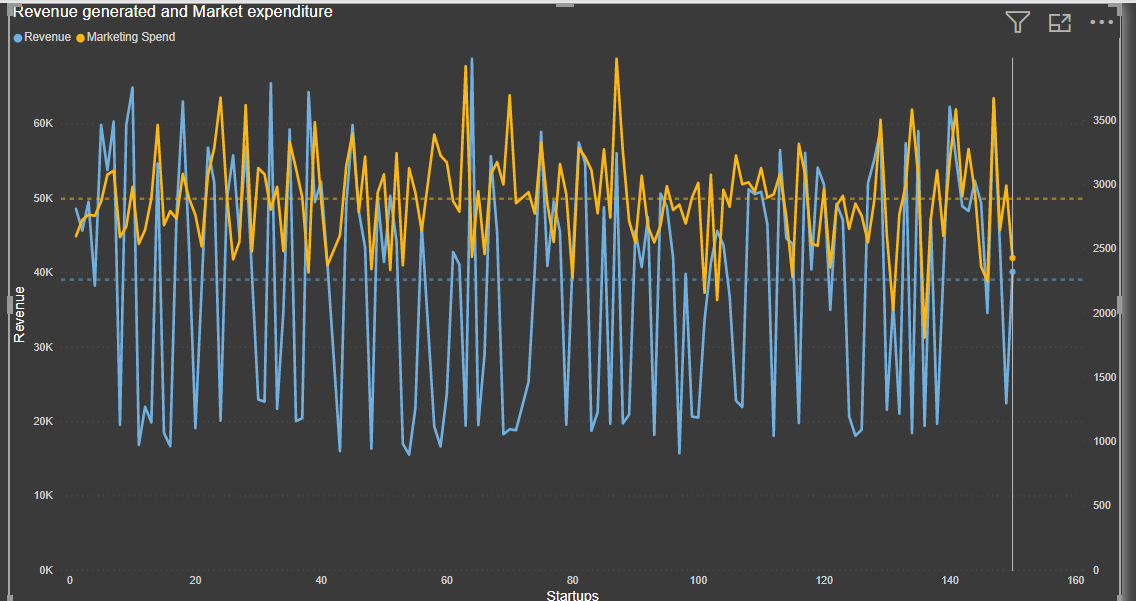 Revenue generated and Market expenditure
Revenue Marketing Spend
60K
50K
40K
30K
20K
10K
0K
Revenue
3500
3000
2500
2000
1500
1000
500
0
0 20 40 60 80 100 120 140 160
Startups